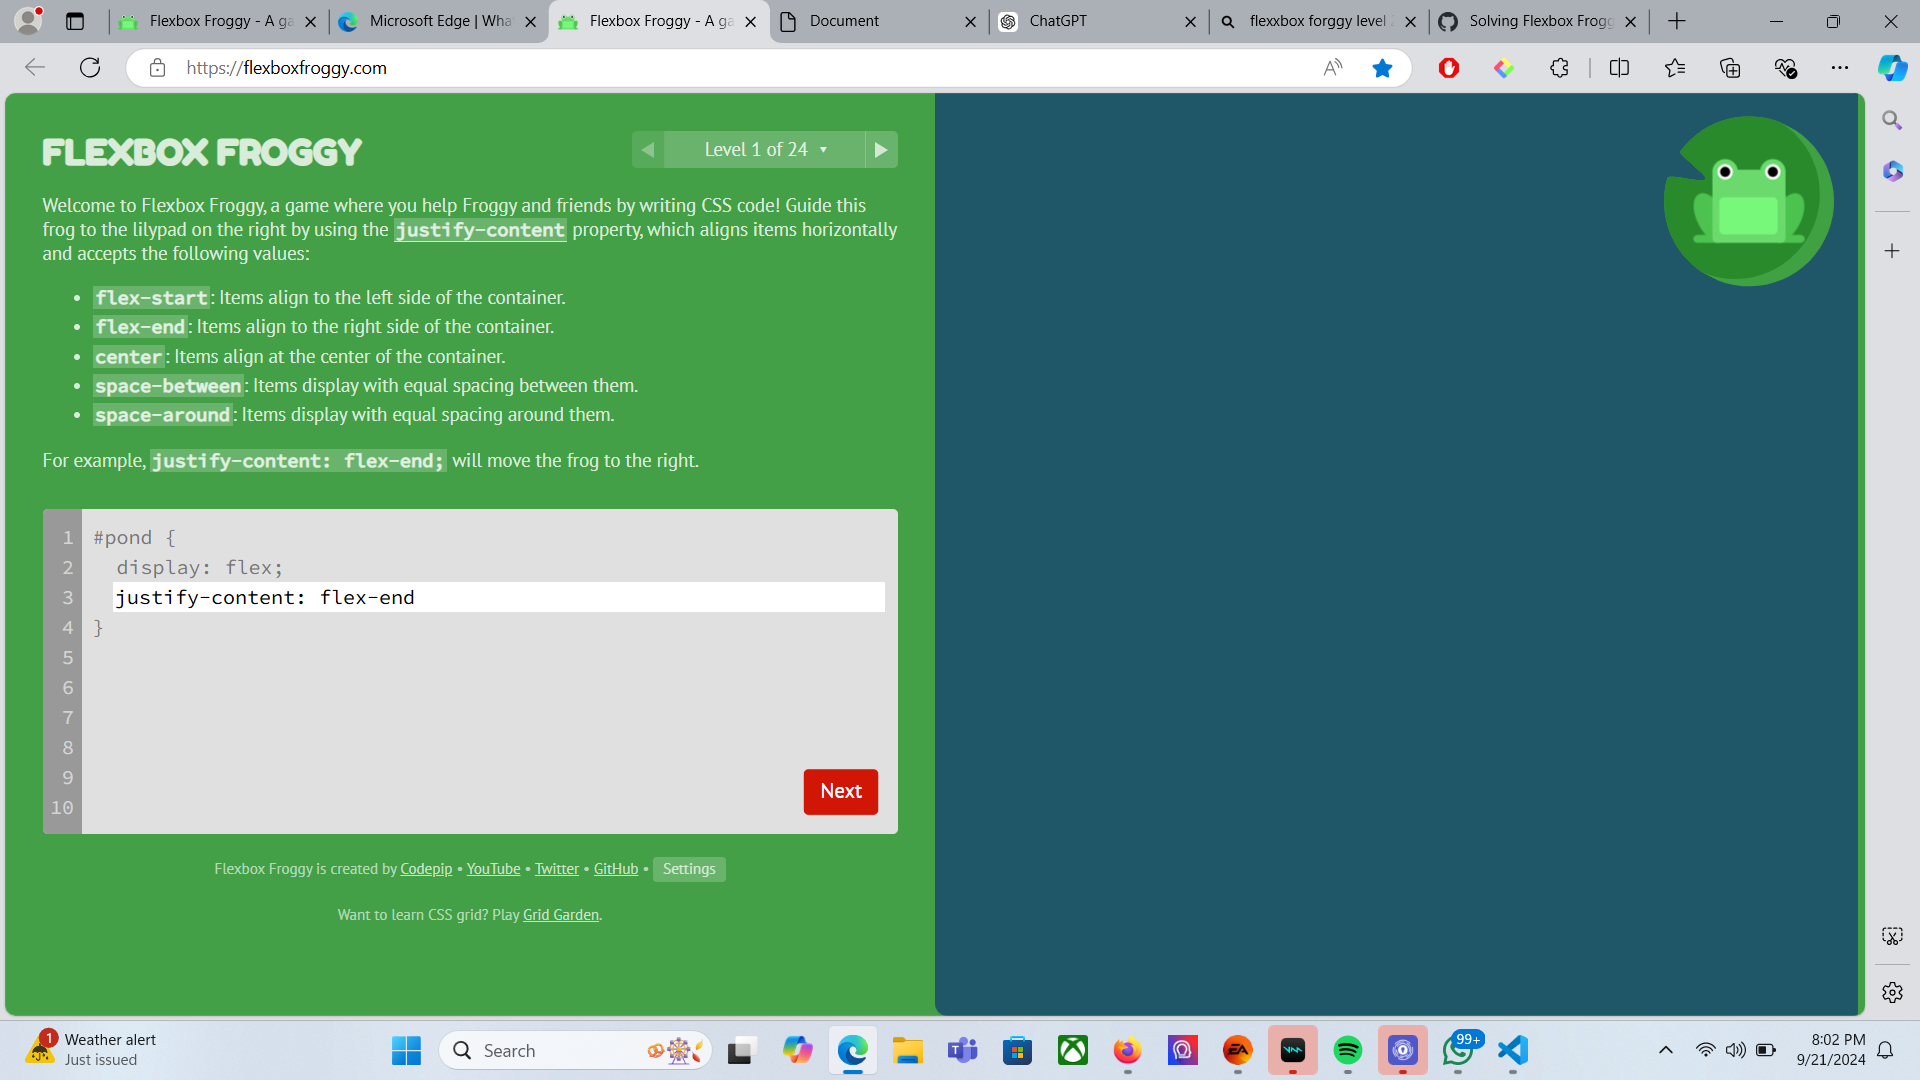 Flexbox Froggy - A ga
Microsoft Edge | Wha
Flexbox Froggy - A ga
Document
ChatGPT
flexxbox forggy level
Solving Flexbox Frogg
https://flexboxfroggy.com
FLEXBOX FROGGY
Level 1 of 24
Welcome to Flexbox Froggy, a game where you help Froggy and friends by writing CSS code! Guide this
frog to the lilypad on the right by using the justify-content property, which aligns items horizontally
and accepts the following values:
• flex-start: Items align to the left side of the container.
• flex-end: Items align to the right side of the container.
• center: Items align at the center of the container.
• space-between: Items display with equal spacing between them.
• space-around: Items display with equal spacing around them.
For example, justify-content: flex-end; will move the frog to the right.
1 #pond {
2 display: flex;
3 justify-content: flex-end
4 }
5
6
7
8
9
10
Next
Flexbox Froggy is created by Codepip • YouTube • Twitter • GitHub • Settings
Want to learn CSS grid? Play Grid Garden.
1
Weather alert
Just issued
Search
EA
99+
8:02 PM
9/21/2024